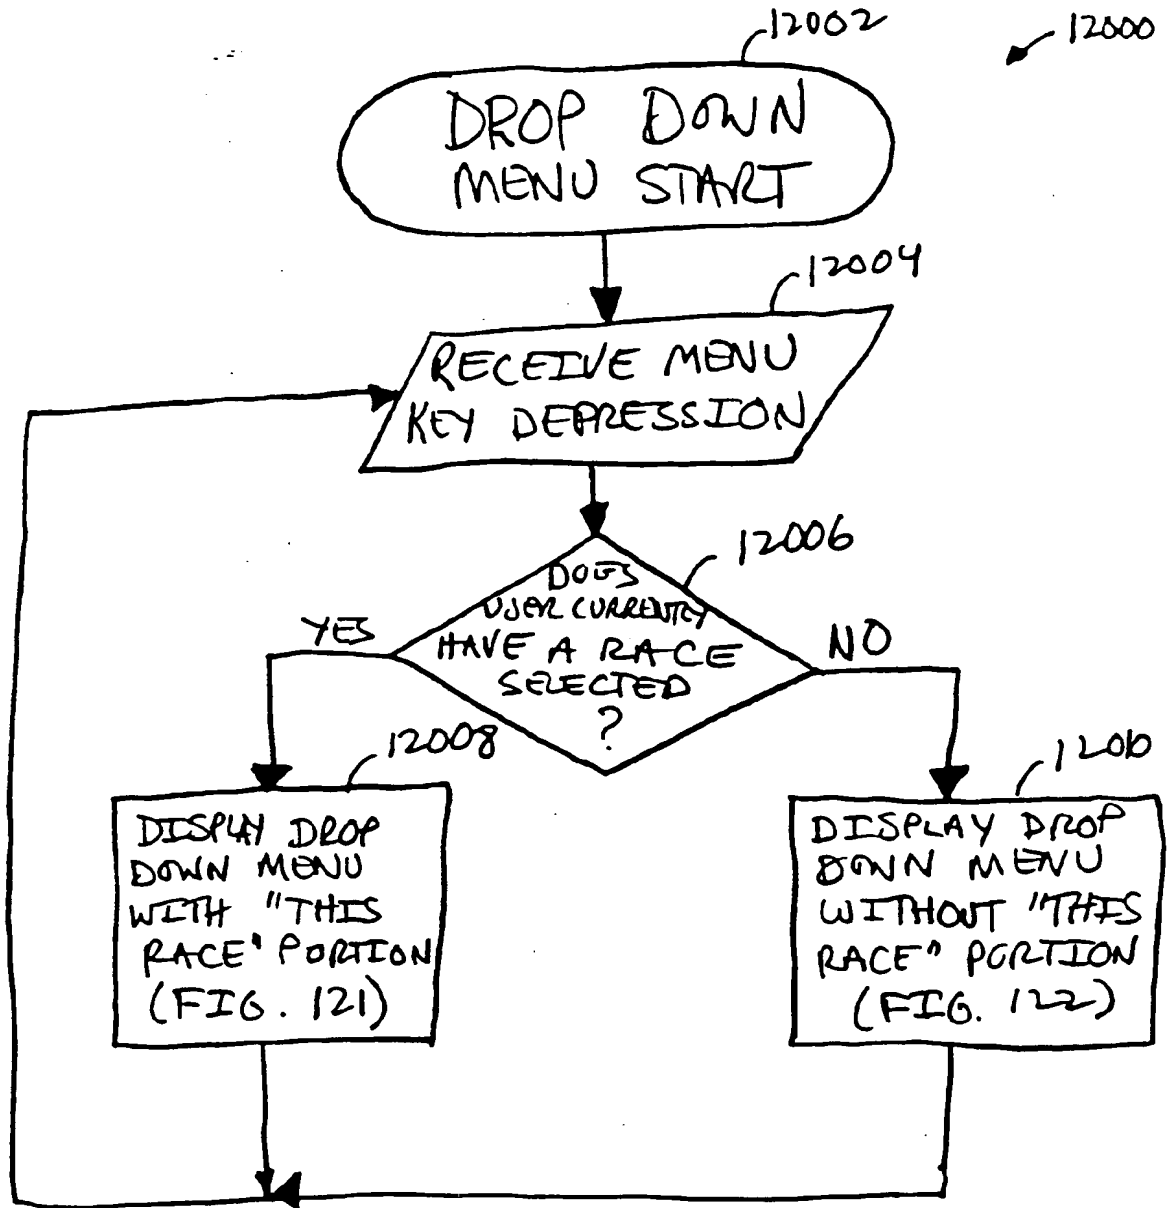 12002
12000
DROP DOWN
MENU START
12004
RECEIVE MENU
KEY DEPRESSION
12006
DOES
USER CURRENTLY
HAVE A RACE
SELECTED
?
YES
NO
12008
12010
DISPLAY DROP
DOWN MENU
WITH "THIS
RACE" PORTION
(FIG. 121)
DISPLAY DROP
DOWN MENU
WITHOUT "THIS
RACE" PORTION
(FIG. 122)